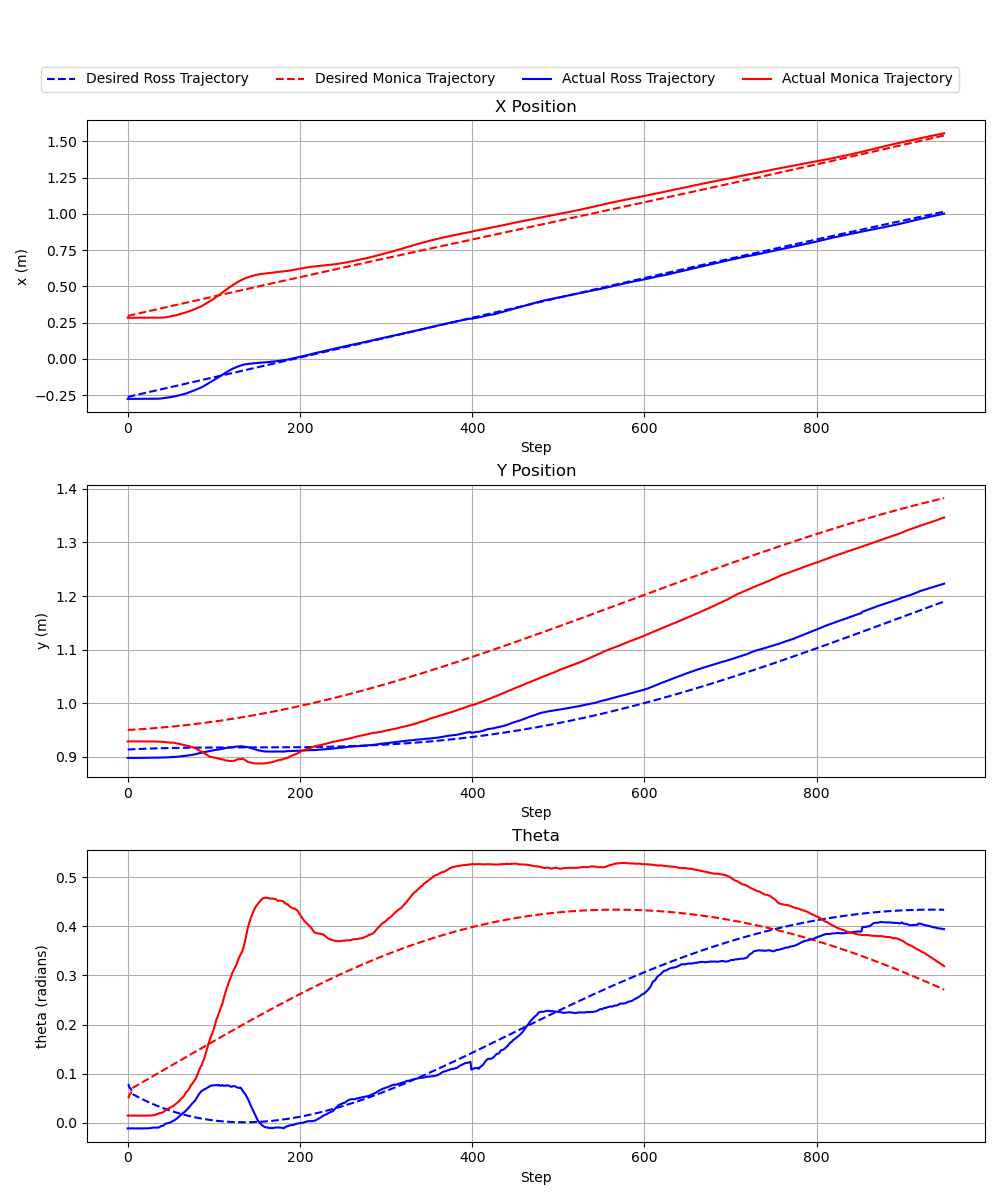 Desired Ross Trajectory Desired Monica Trajectory Actual Ross Trajectory Actual Monica Trajectory
X Position
1.50
1.25
1.00
0.75
0.50
0.25
0.00
−0.25
x (m)
0 200 400 600 800
Step
Y Position
1.4
1.3
1.2
1.1
1.0
0.9
y (m)
0 200 400 600 800
Step
Theta
0.5
0.4
0.3
0.2
0.1
0.0
theta (radians)
0 200 400 600 800
Step